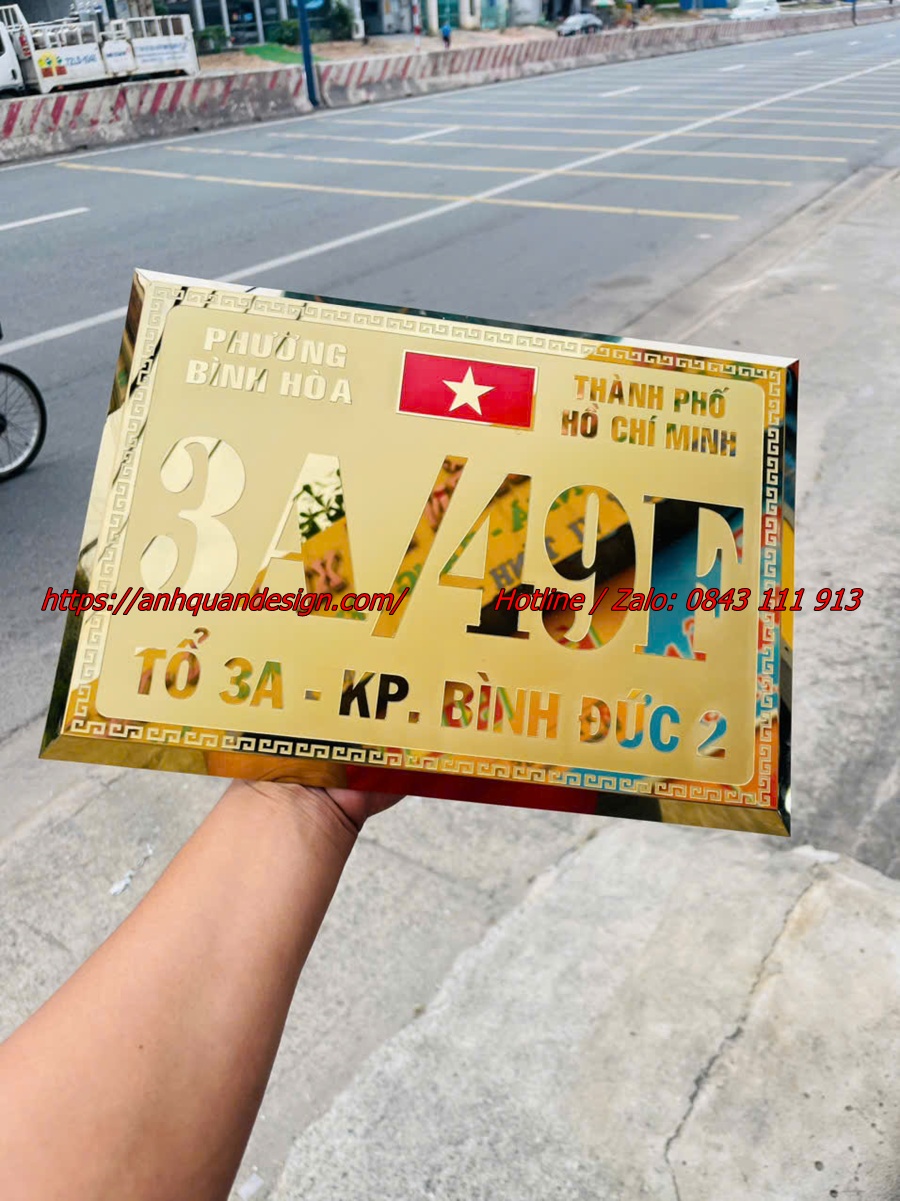 PHƯỜNG
BÌNH HÒA
THÀNH PHỐ
HỒ CHÍ MINH
3A/49F
https://anhquandesign.com/ Hotline / Zalo: 0843 111 913
TỔ 3A - KP. BÌNH ĐỨC 2